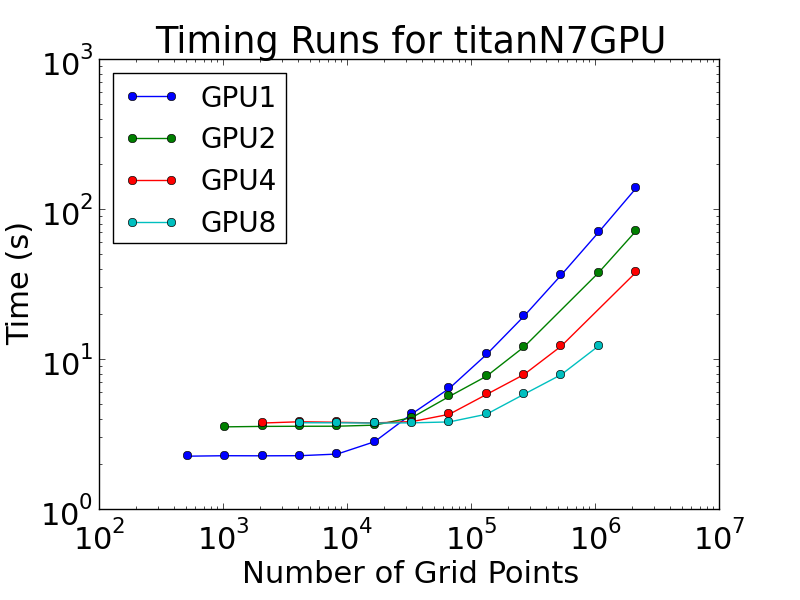 Timing Runs for titanN7GPU
10^3
10^2
10^1
10^0
Time (s)
GPU1
GPU2
GPU4
GPU8
10^2 10^3 10^4 10^5 10^6 10^7
Number of Grid Points